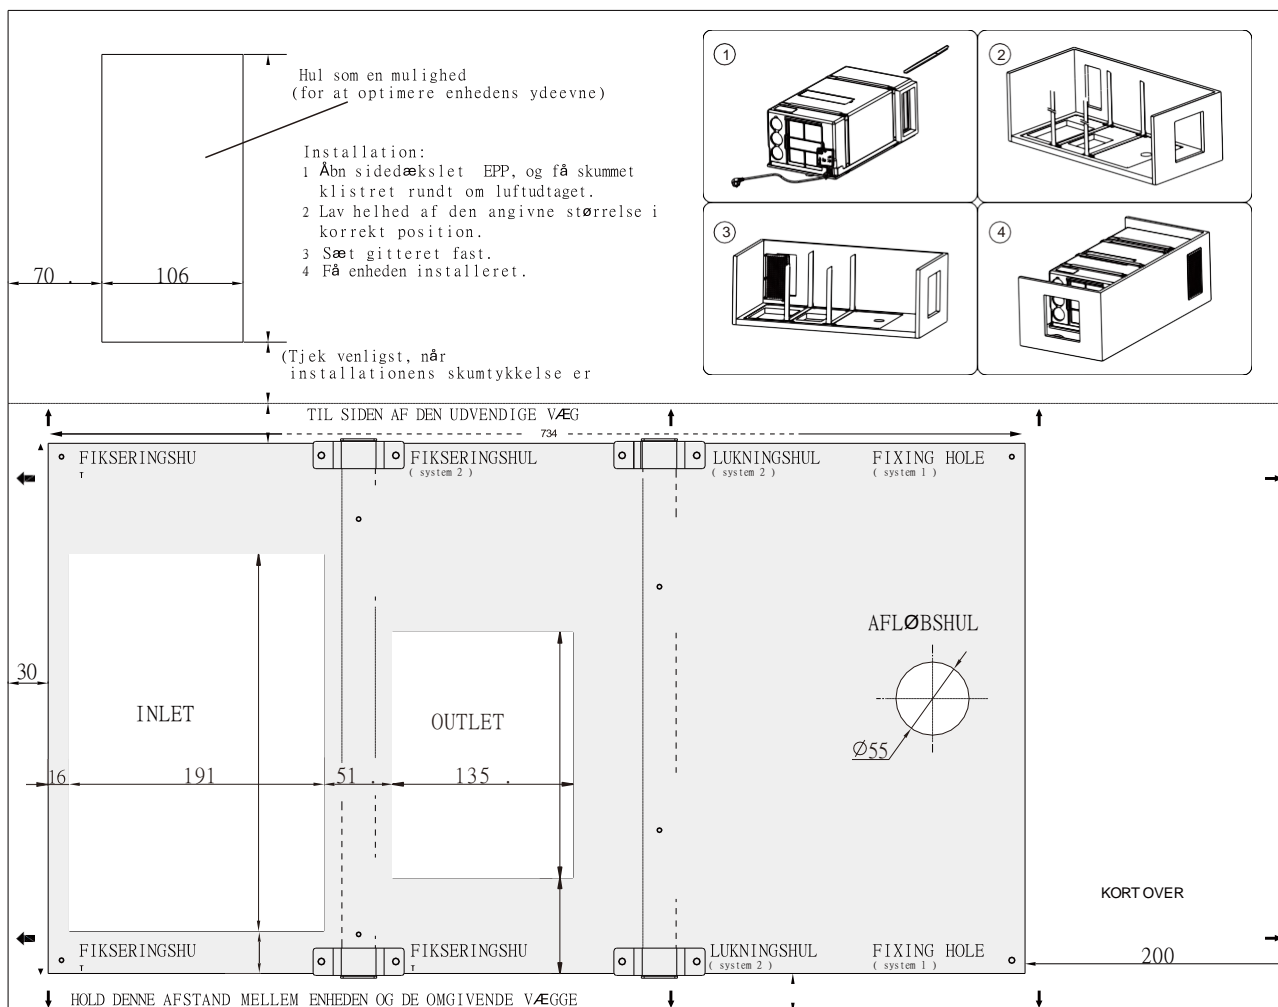 Hul som en mulighed
(for at optimere enhedens ydeevne)
Installation:
1 Åbn sidedækslet EPP, og få skummet
klistret rundt om luftudtaget.
2 Lav helhed af den angivne størrelse i
korrekt position.
3 Sæt gitteret fast.
4 Få enheden installeret.
70 .
106
(Tjek venligst, når
installationens skumtykkelse er
1
2
3
4
TIL SIDEN AF DEN UDVENDIGE VÆG
734
FIKSERINGSHU
T
FIKSERINGSHUL
( system 2 )
LUKNINGSHUL
( system 2 )
FIXING HOLE
( system 1 )
AFLØBSHUL
30
INLET
OUTLET
Ø55
16
191
51 .
135 .
KORT OVER
FIKSERINGSHU
T
FIKSERINGSHU
T
LUKNINGSHUL
( system 2 )
FIXING HOLE
( system 1 )
200
HOLD DENNE AFSTAND MELLEM ENHEDEN OG DE OMGIVENDE VÆGGE